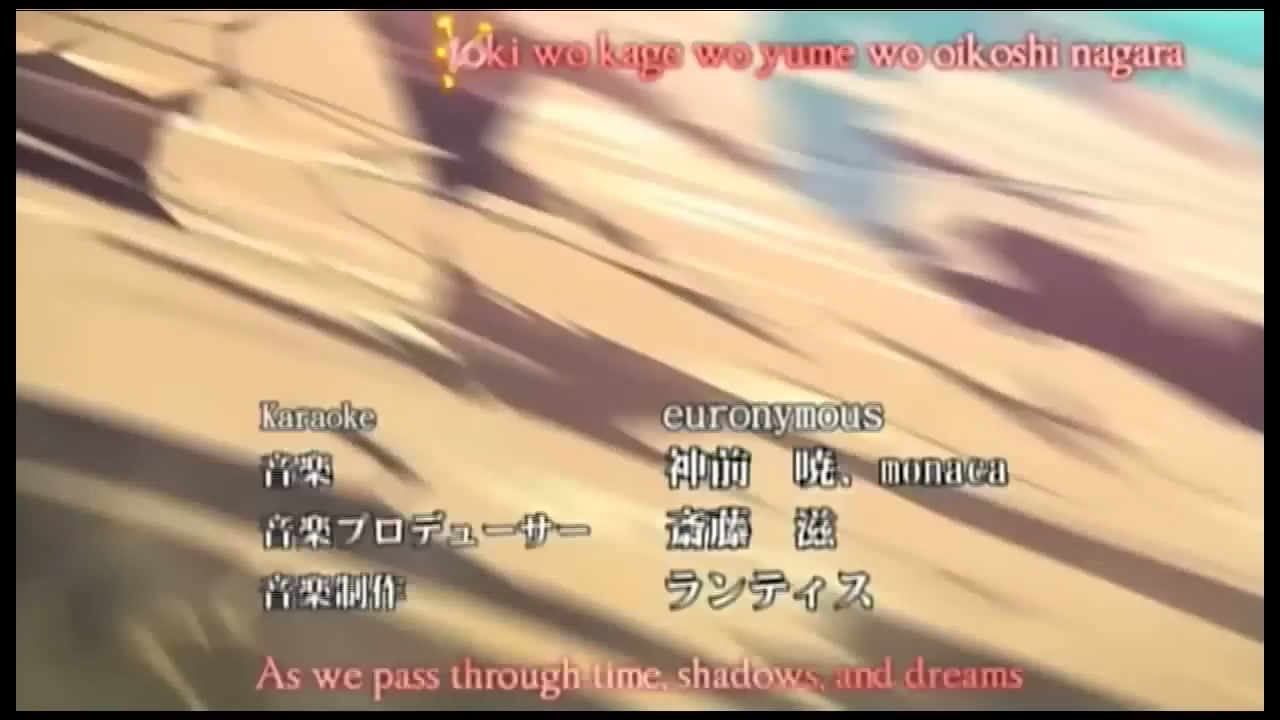 Toki wo kage wo yume wo oikoshi nagara
Karaoke euronymous
音楽 神前 暁、monaca
音楽プロデューサー 斎藤 滋
音楽制作 ランティス
As we pass through time, shadows, and dreams